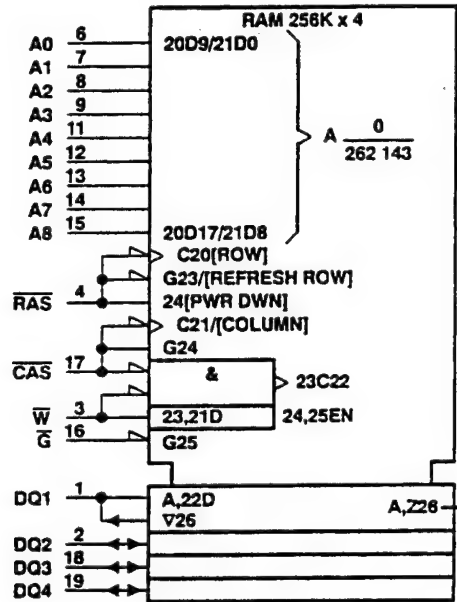 RAM 256K x 4
A0 6 20D9/21D0
A1 7
A2 8
A3 9
A4 11
A5 12
A6 13
A7 14
A8 15 20D17/21D8
A 0
262 143
C20[ROW]
G23/[REFRESH ROW]
RAS 4 24[PWR DWN]
C21/[COLUMN]
G24
CAS 17 & 23C22
W 3 23,21D 24,25EN
G 16 G25
DQ1 1 A,22D A,Z26
∇26
DQ2 2
DQ3 18
DQ4 19